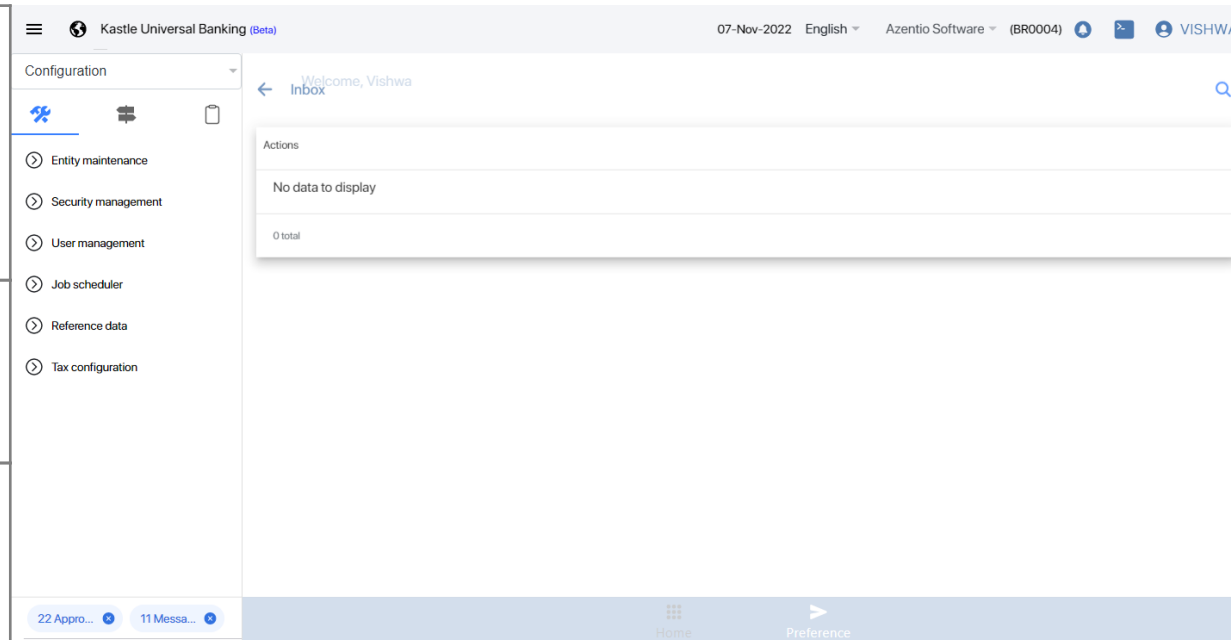 Kastle Universal Banking (Beta)
07-Nov-2022 English Azentio Software (BR0004) VISHWA
Configuration
Welcome, Vishwa
Inbox
Actions
Entity maintenance
No data to display
Security management
0 total
User management
Job scheduler
Reference data
Tax configuration
22 Appro... 11 Messa...
Home Preference